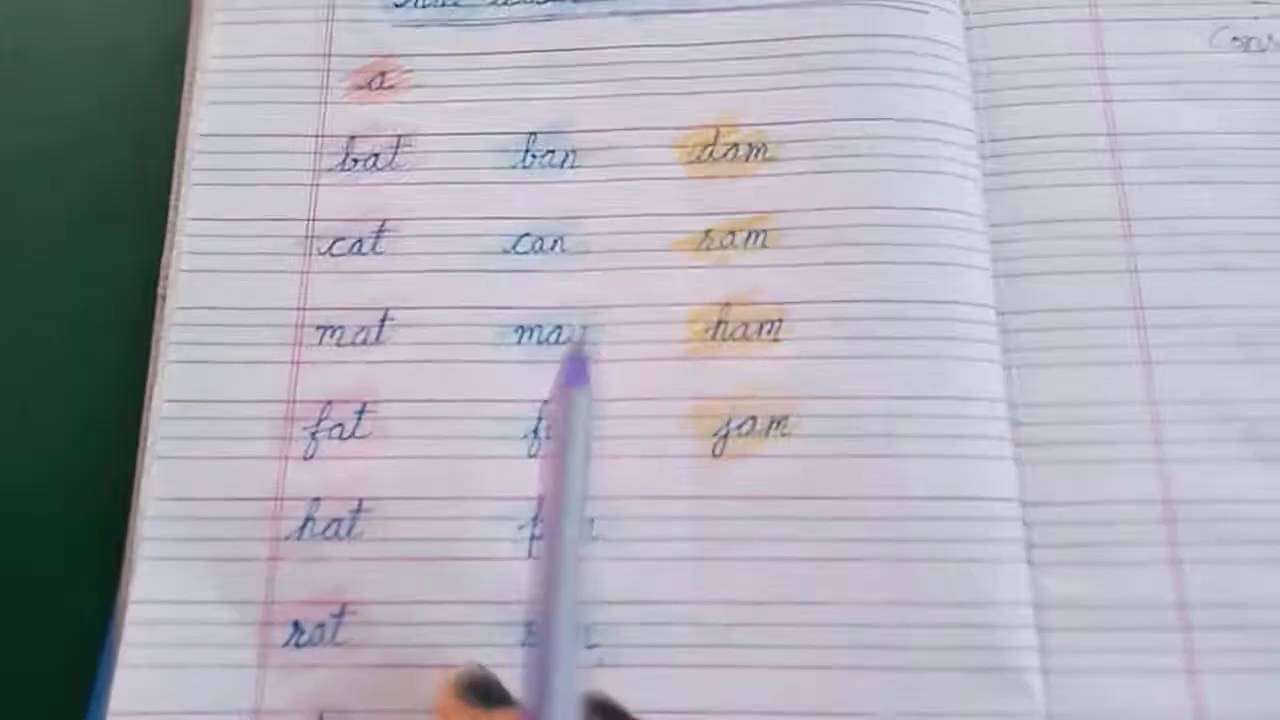 a
bat ban dam
cat can ram
mat ham
fat jam
hat
rat